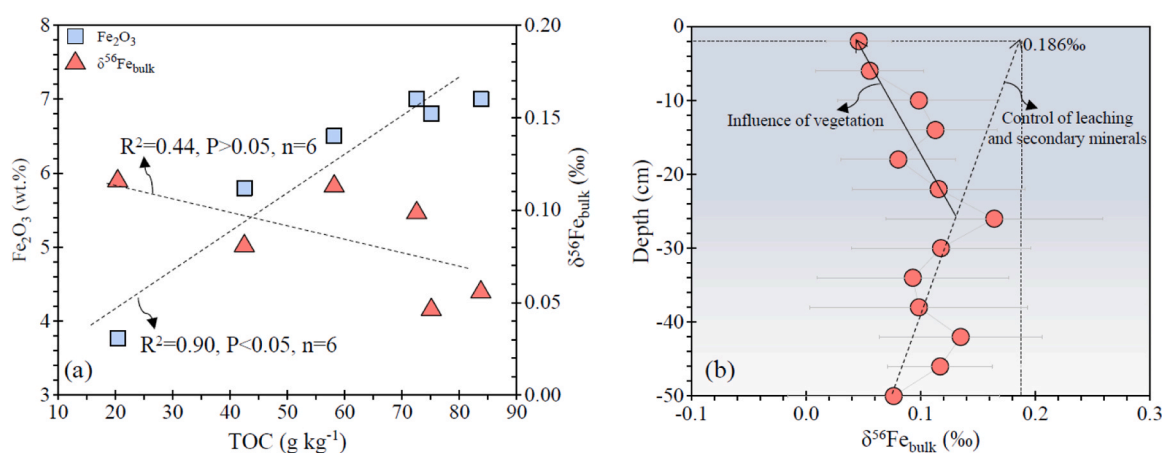 Fe₂O₃
δ⁵⁶Fe_bulk
R²=0.44, P>0.05, n=6
R²=0.90, P<0.05, n=6
(a)
8
7
6
5
4
3
Fe₂O₃ (wt.%)
0.20
0.15
0.10
0.05
0.00
δ⁵⁶Fe_bulk (‰)
10 20 30 40 50 60 70 80 90
TOC (g kg⁻¹)
(b)
0
-10
-20
-30
-40
-50
Depth (cm)
0.186‰
Influence of vegetation
Control of leaching
and secondary minerals
-0.1 0.0 0.1 0.2 0.3
δ⁵⁶Fe_bulk (‰)